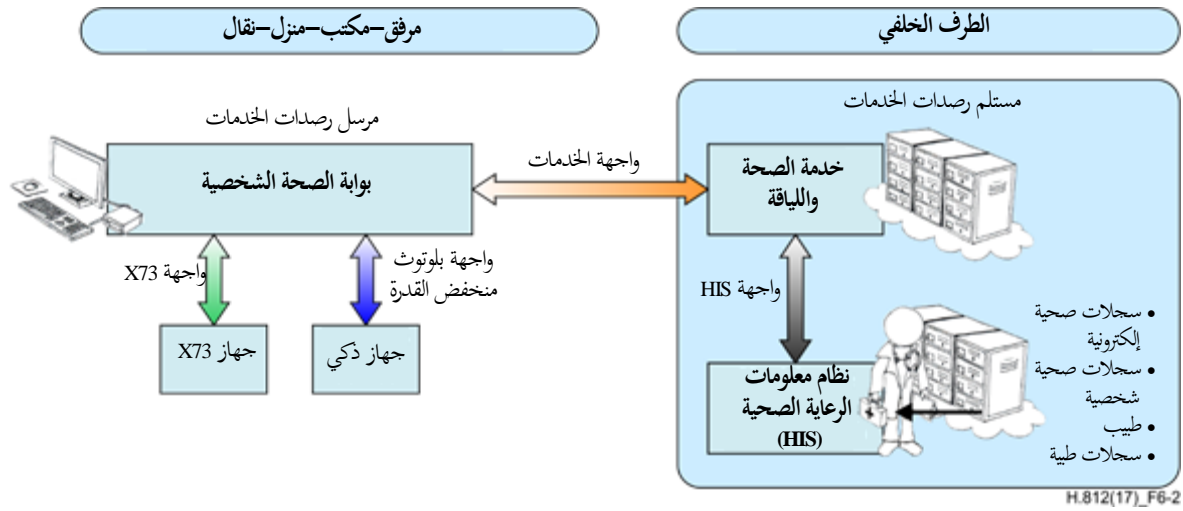 الطرف الخلفي
مرفق–مكتب–منزل–نقال
مستلم رصدات الخدمات
مرسل رصدات الخدمات
واجهة الخدمات
خدمة الصحة
واللياقة
بوابة الصحة الشخصية
واجهة بلوتوث
منخفض القدرة
واجهة X73
واجهة HIS
جهاز ذكي
جهاز X73
• سجلات صحية
إلكترونية
• سجلات صحية
شخصية
• طبيب
• سجلات طبية
نظام معلومات
الرعاية الصحية
(HIS)
H.812(17)_F6-2